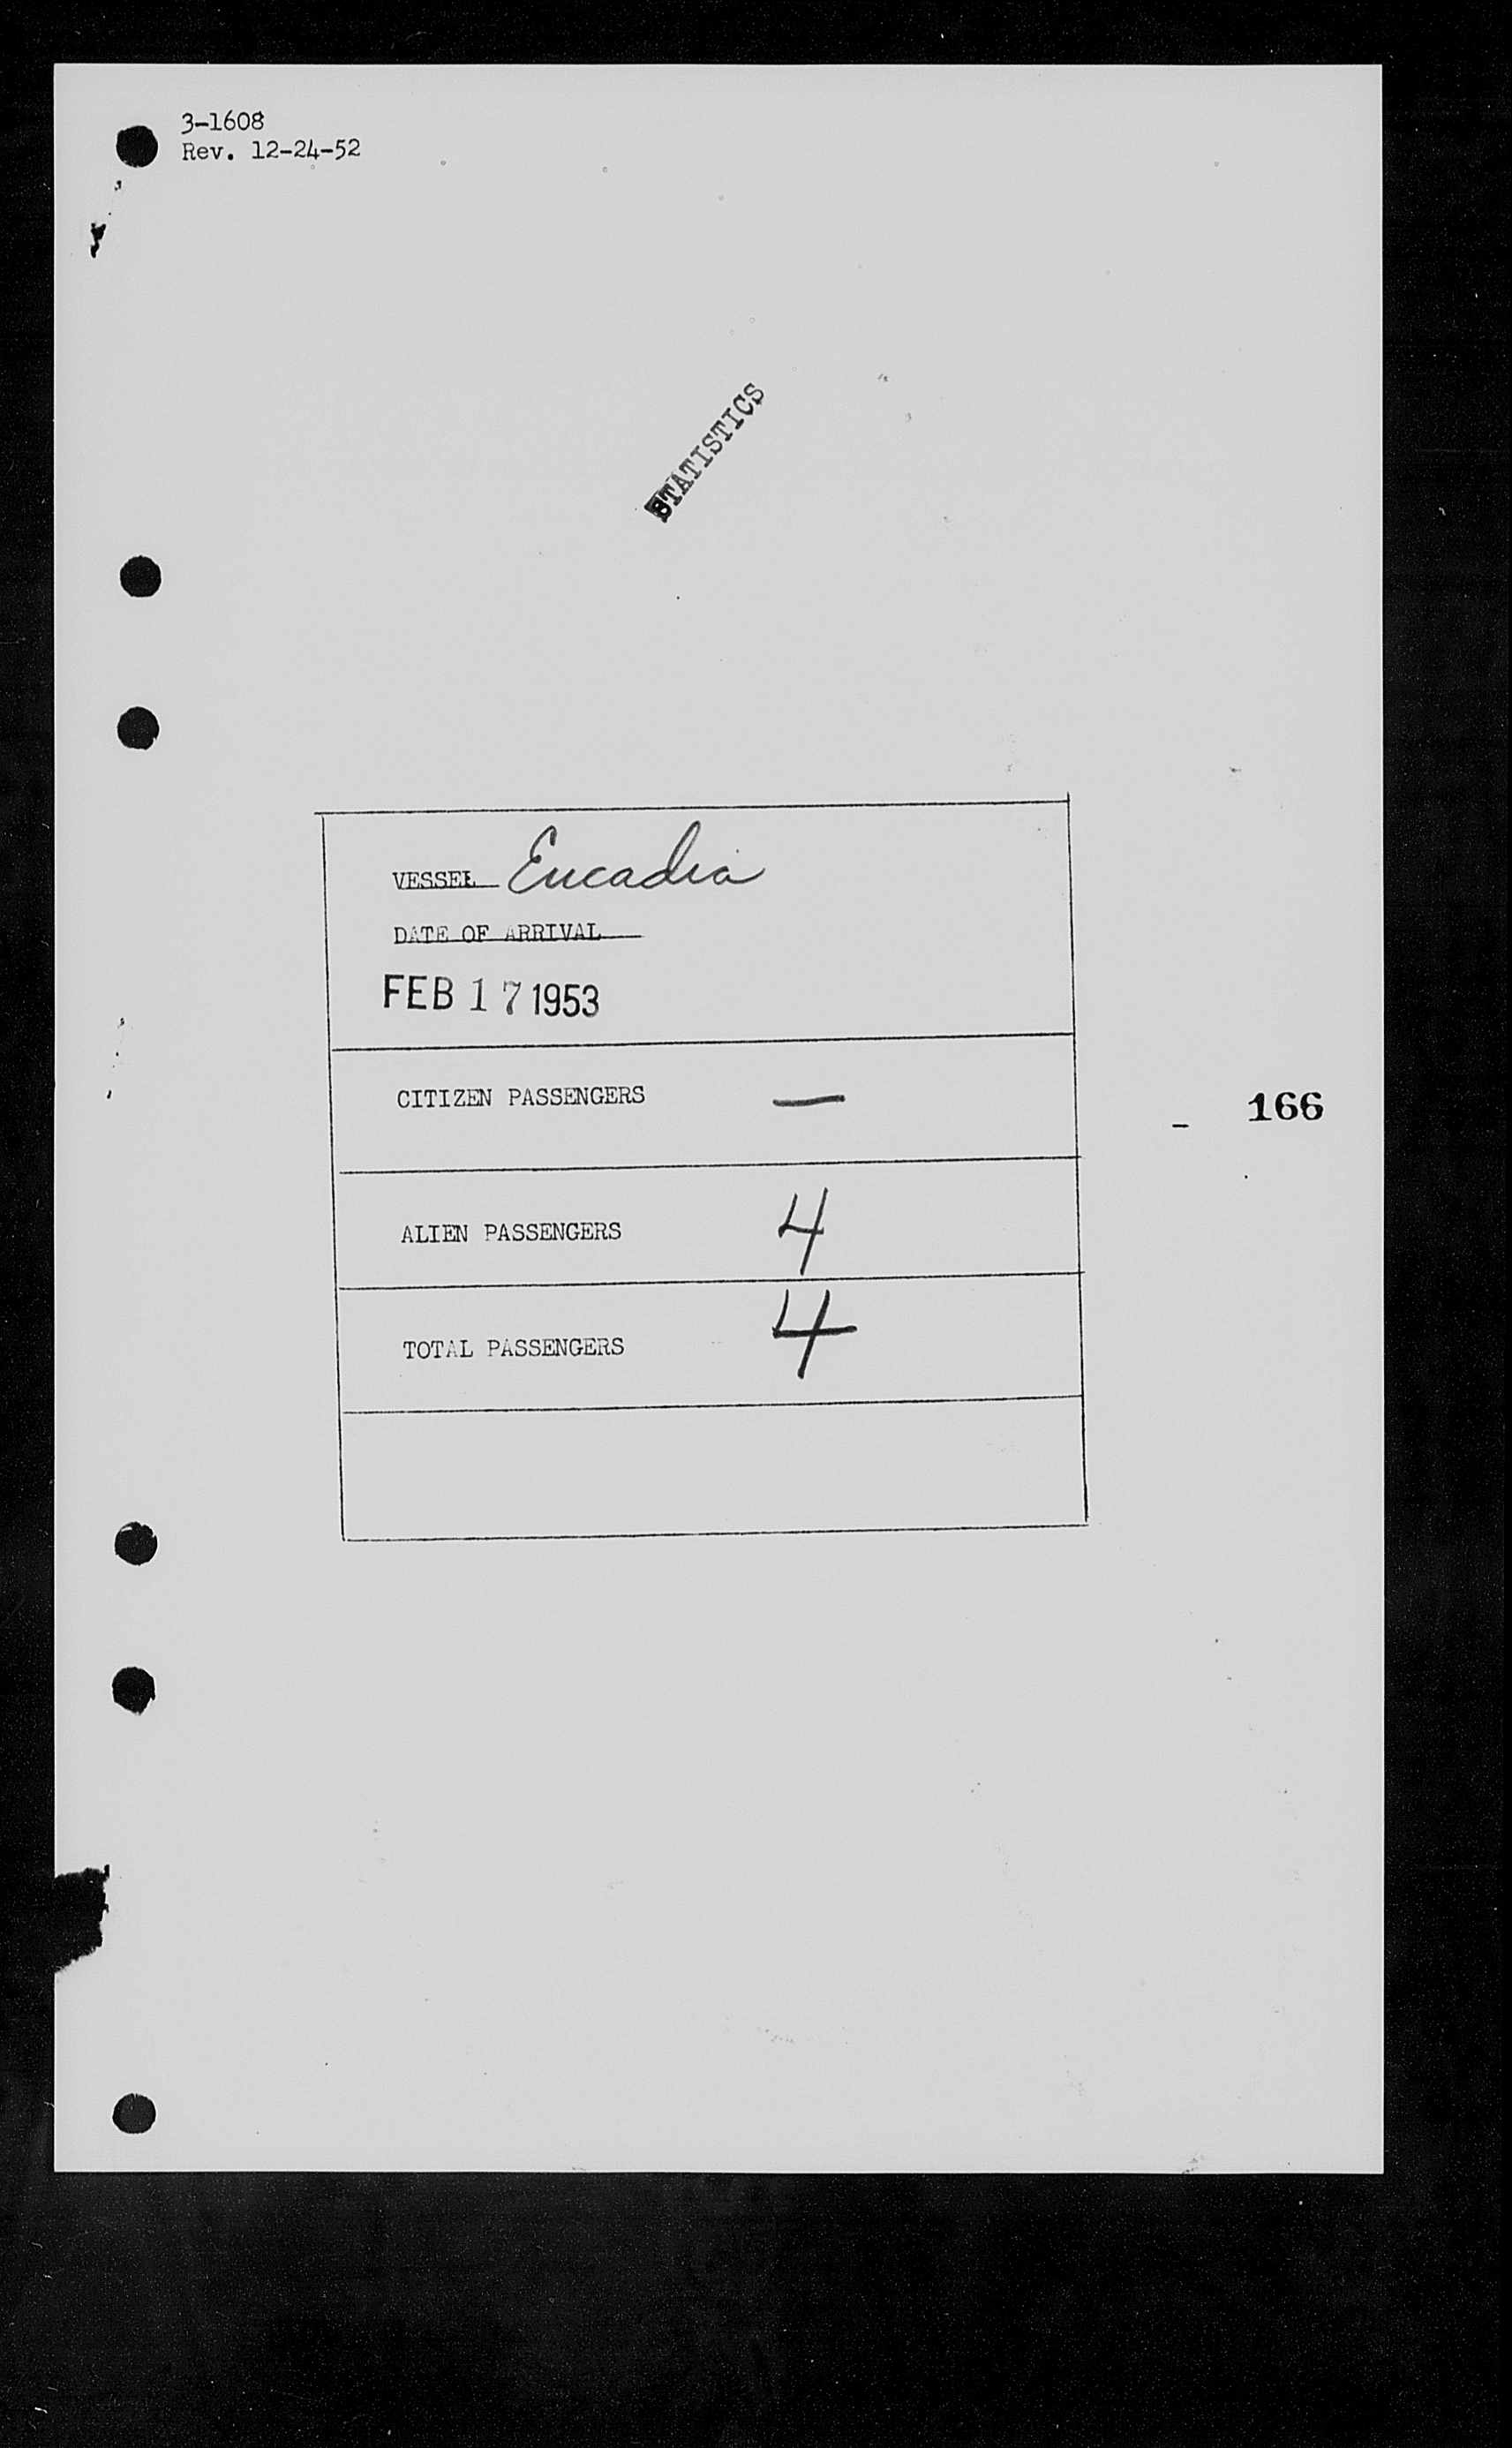 3-1608
Rev. 12-24-52
STATISTICS
VESSEL Eucadia
DATE OF ARRIVAL
FEB 17 1953
CITIZEN PASSENGERS —
166
ALIEN PASSENGERS 4
TOTAL PASSENGERS 4